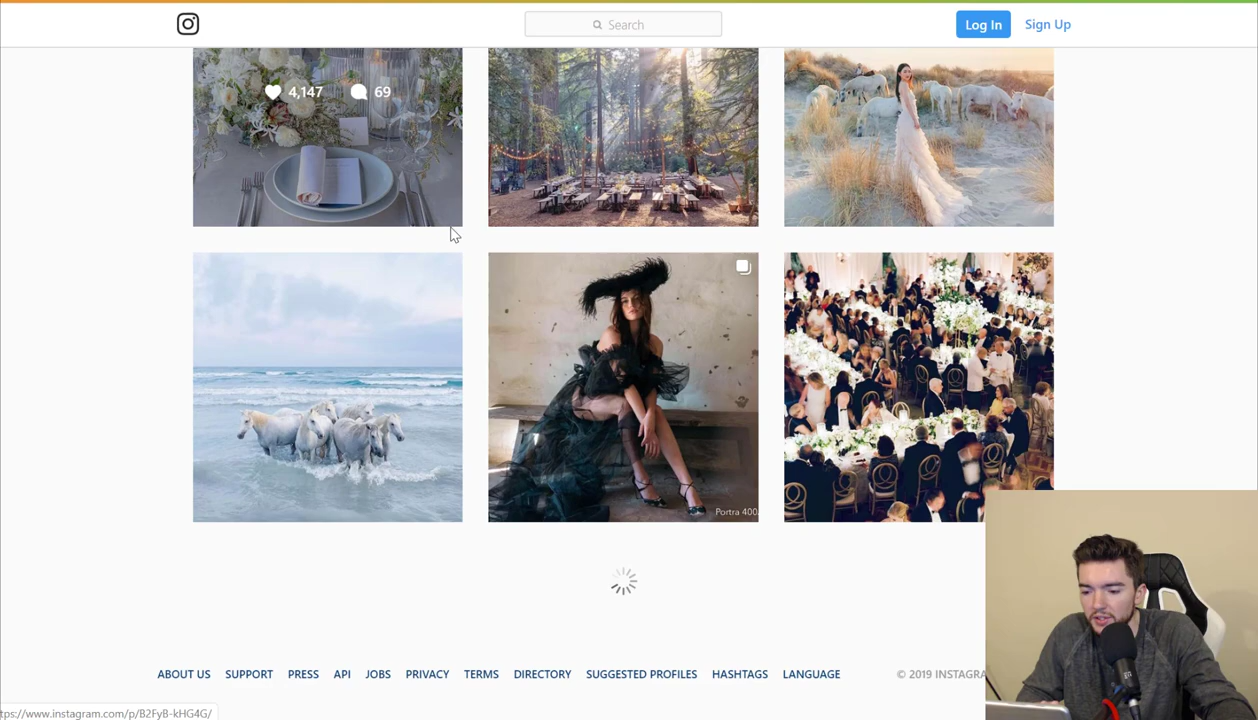 Search
Log In
Sign Up
4,147
69
Portra 400
ABOUT US
SUPPORT
PRESS
API
JOBS
PRIVACY
TERMS
DIRECTORY
SUGGESTED PROFILES
HASHTAGS
LANGUAGE
© 2019 INSTAGRA
tps://www.instagram.com/p/B2FyB-kHG4G/